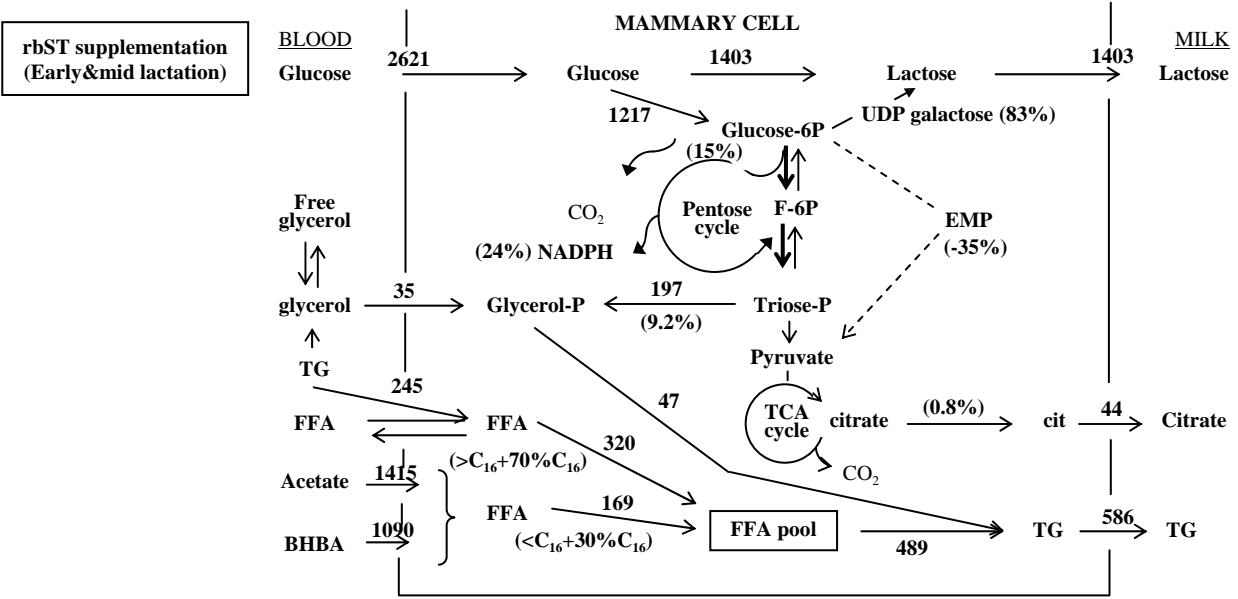 MAMMARY CELL
rbST supplementation
(Early&mid lactation)
BLOOD
MILK
Glucose
2621
Glucose
1403
Lactose
1403
Lactose
1217
UDP galactose (83%)
Glucose-6P
(15%)
Free
glycerol
CO2
Pentose
cycle
F-6P
EMP
(-35%)
(24%) NADPH
glycerol
35
Glycerol-P
197
(9.2%)
Triose-P
Pyruvate
TG
245
47
TCA
cycle
citrate
(0.8%)
cit
44
Citrate
FFA
FFA
320
(>C16+70%C16)
CO2
Acetate
1415
FFA
169
(<C16+30%C16)
BHBA
1090
FFA pool
489
TG
586
TG